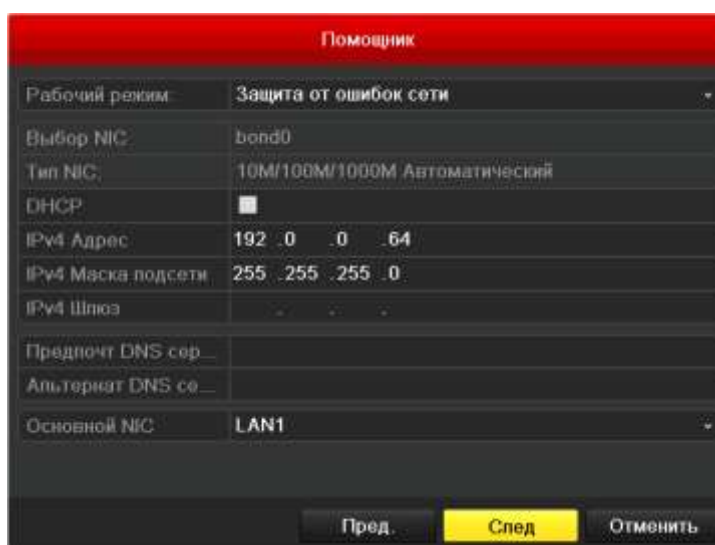 Помощник
Рабочий режим: Защита от ошибок сети
Выбор NIC bond0
Тип NIC: 10M/100M/1000M Автоматический
DHCP
IPv4 Адрес 192 .0 .0 .64
IPv4 Маска подсети 255 .255 .255 .0
IPv4 Шлюз . . .
Предпочт DNS сер...
Альтернат DNS се...
Основной NIC LAN1
Пред. След Отменить